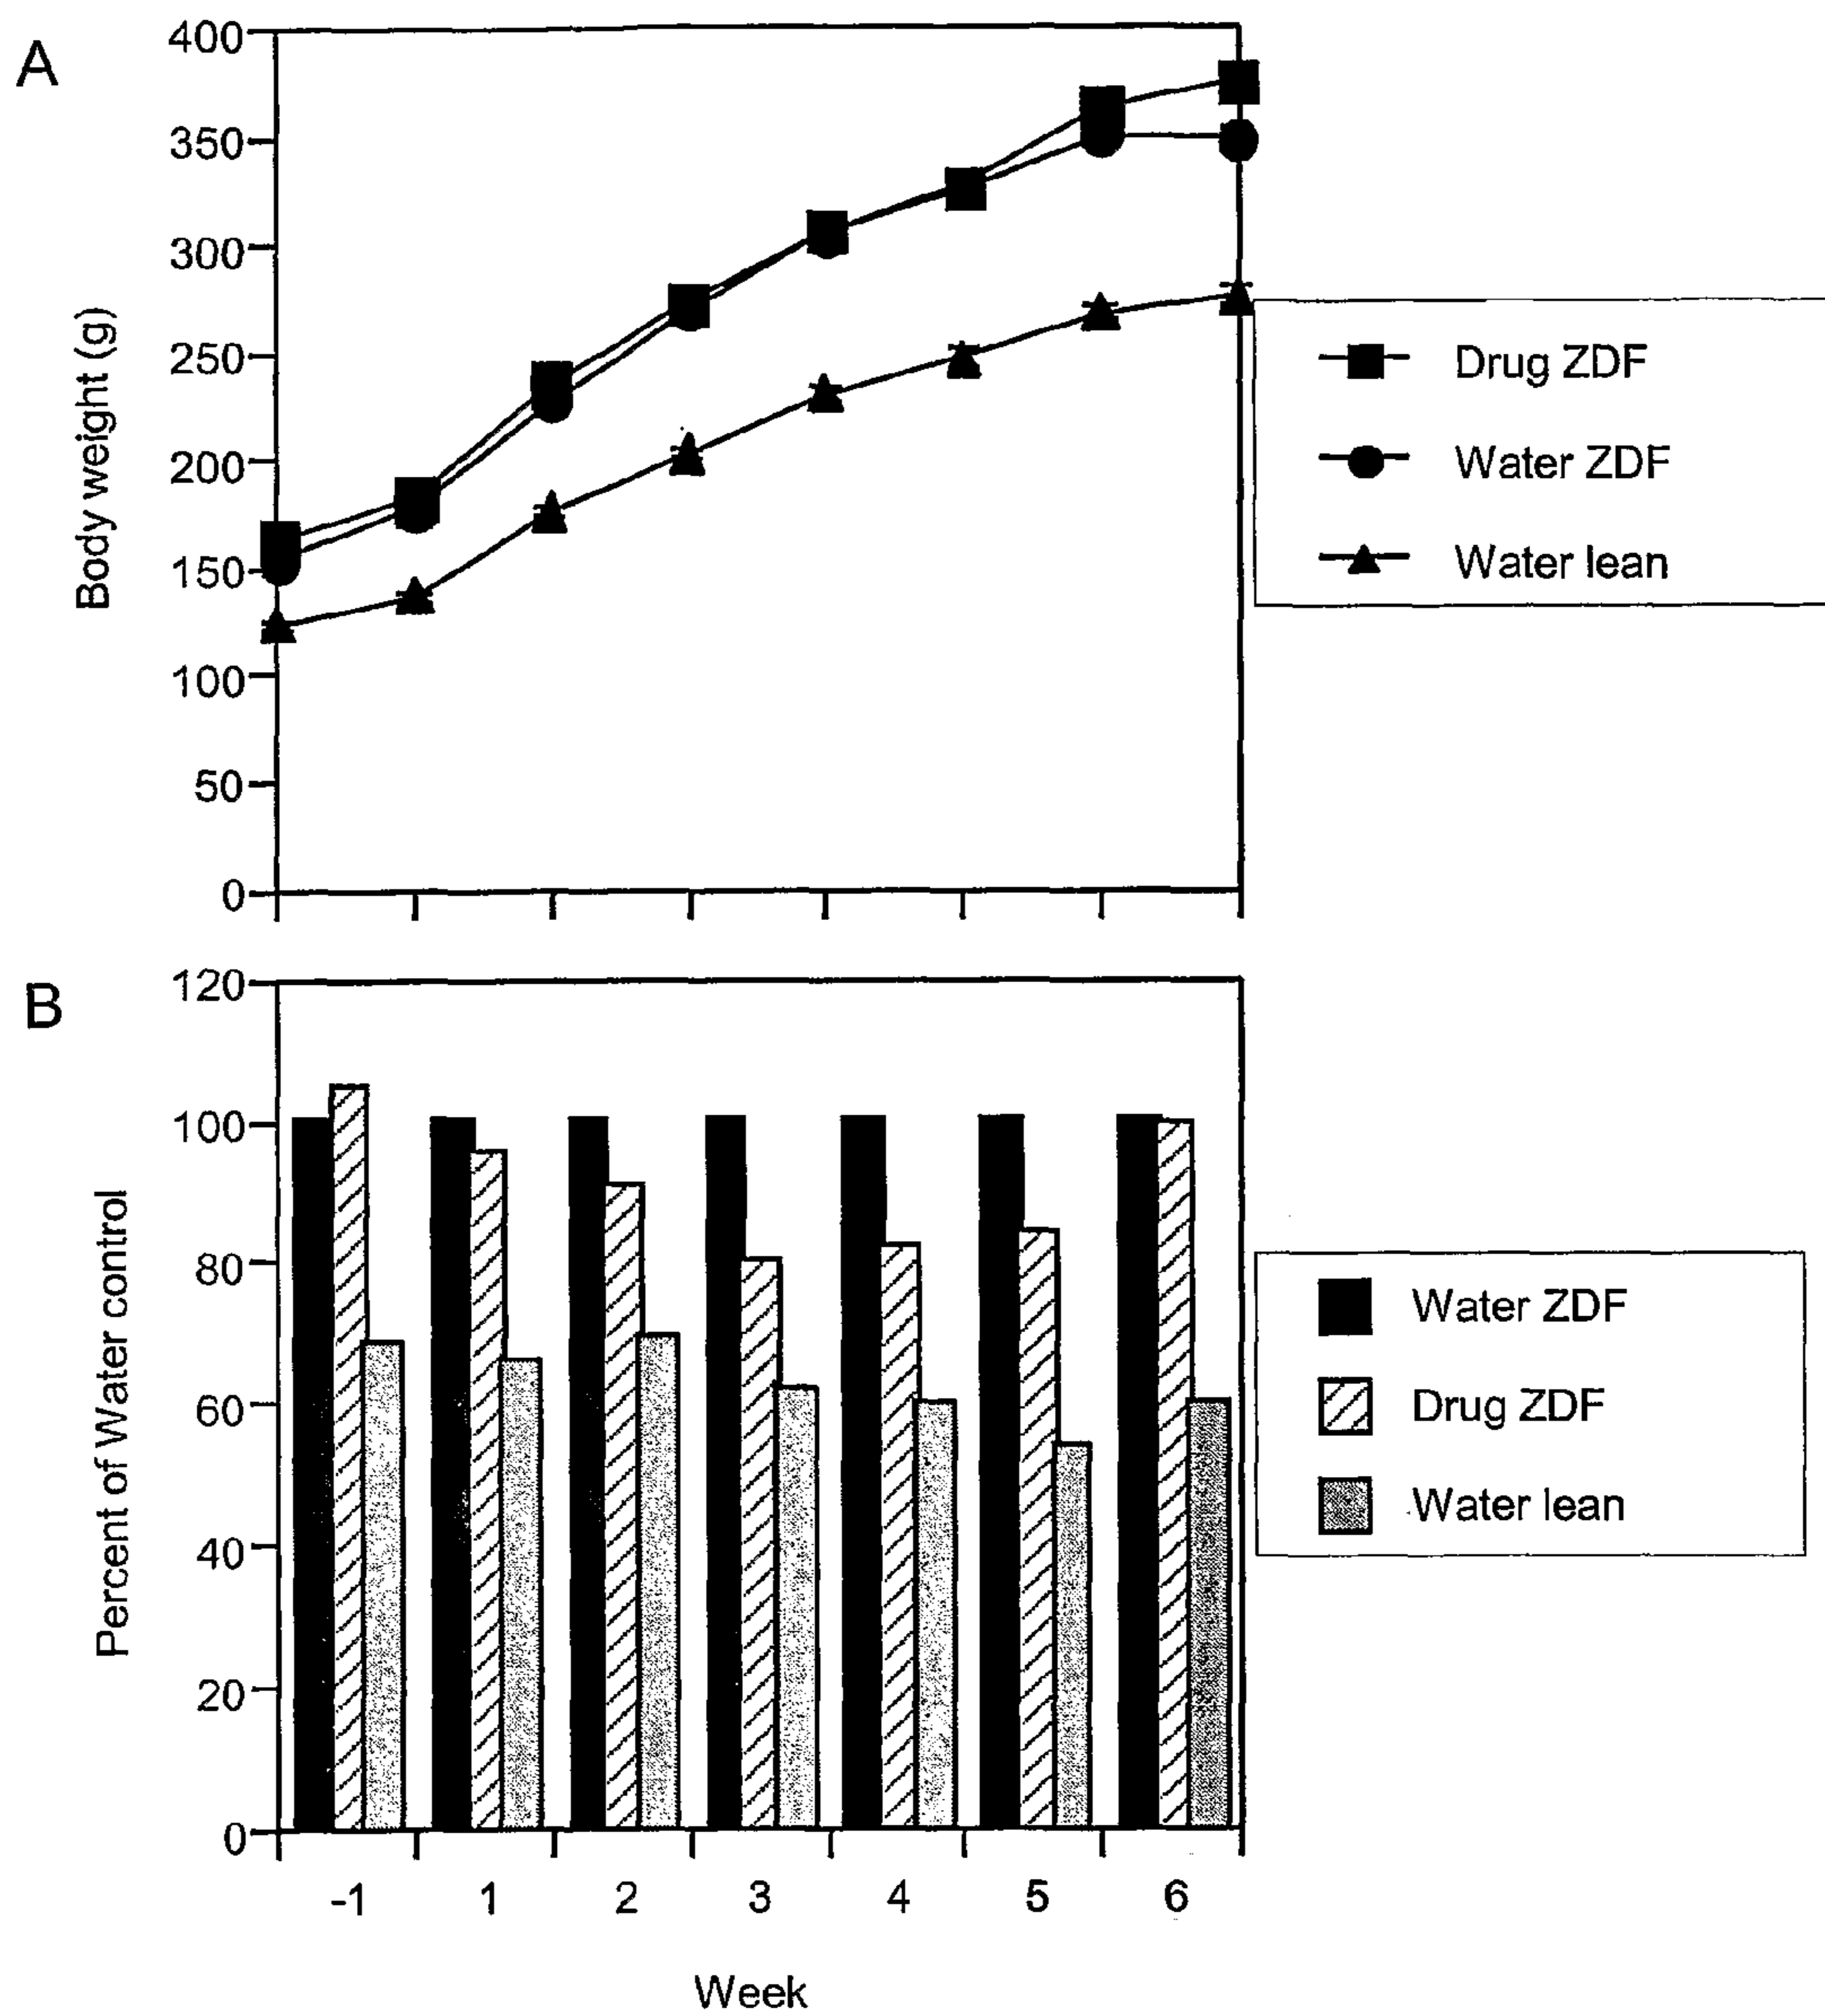 A
400
350
300
250
200
150
100
50
0
Body weight (g)
Drug ZDF
Water ZDF
Water lean
B
120
100
80
60
40
20
0
Percent of Water control
Water ZDF
Drug ZDF
Water lean
-1 1 2 3 4 5 6
Week